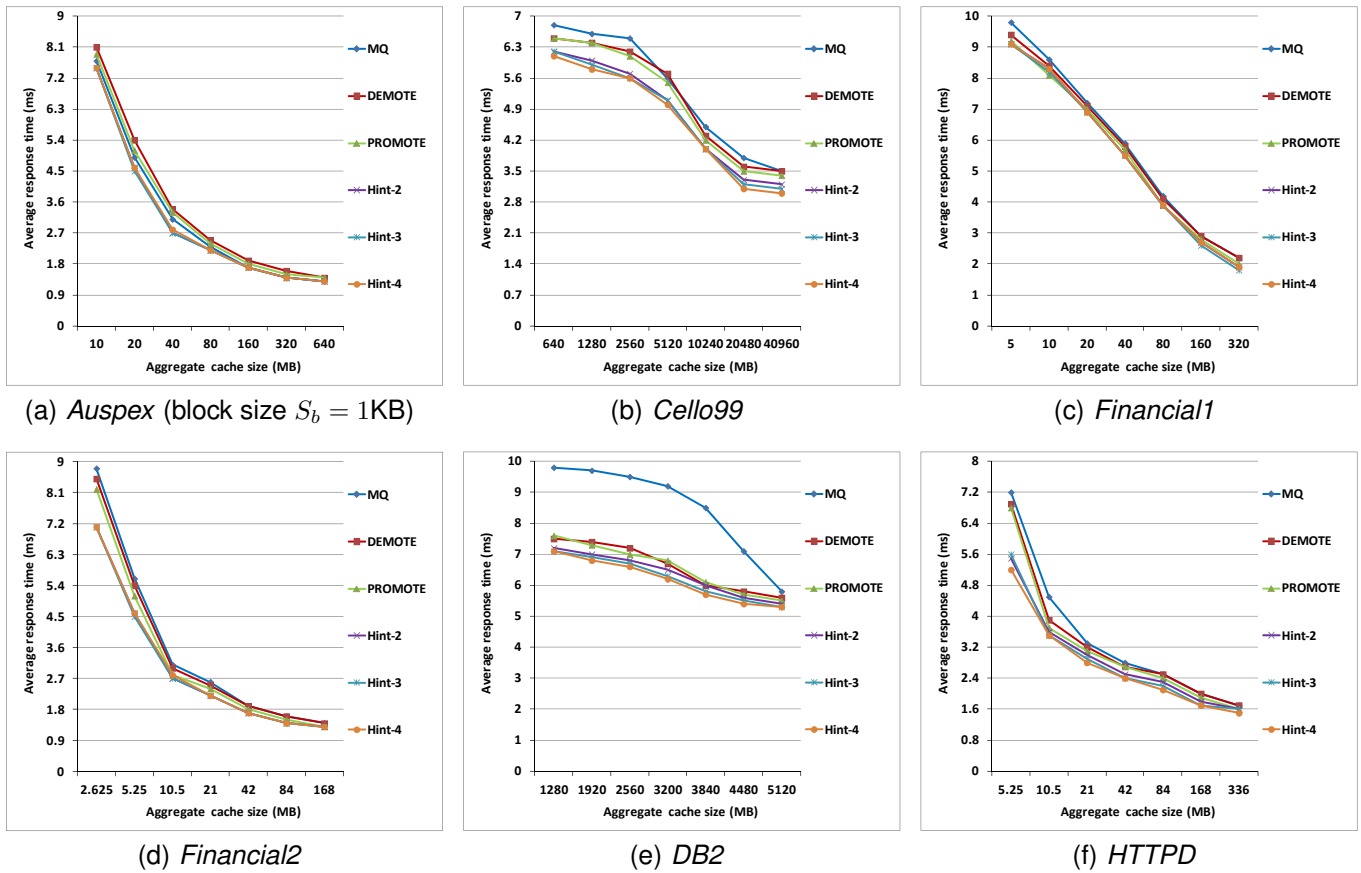 9
8.1
7.2
6.3
5.4
4.5
3.6
2.7
1.8
0.9
0
Average response time (ms)
10 20 40 80 160 320 640
Aggregate cache size (MB)
MQ
DEMOTE
PROMOTE
Hint-2
Hint-3
Hint-4
(a) Auspex (block size S_b = 1KB)
7
6.3
5.6
4.9
4.2
3.5
2.8
2.1
1.4
0.7
0
Average response time (ms)
640 1280 2560 5120 10240 20480 40960
Aggregate cache size (MB)
MQ
DEMOTE
PROMOTE
Hint-2
Hint-3
Hint-4
(b) Cello99
10
9
8
7
6
5
4
3
2
1
0
Average response time (ms)
5 10 20 40 80 160 320
Aggregate cache size (MB)
MQ
DEMOTE
PROMOTE
Hint-2
Hint-3
Hint-4
(c) Financial1
9
8.1
7.2
6.3
5.4
4.5
3.6
2.7
1.8
0.9
0
Average response time (ms)
2.625 5.25 10.5 21 42 84 168
Aggregate cache size (MB)
MQ
DEMOTE
PROMOTE
Hint-2
Hint-3
Hint-4
(d) Financial2
10
9
8
7
6
5
4
3
2
1
0
Average response time (ms)
1280 1920 2560 3200 3840 4480 5120
Aggregate cache size (MB)
MQ
DEMOTE
PROMOTE
Hint-2
Hint-3
Hint-4
(e) DB2
8
7.2
6.4
5.6
4.8
4
3.2
2.4
1.6
0.8
0
Average response time (ms)
5.25 10.5 21 42 84 168 336
Aggregate cache size (MB)
MQ
DEMOTE
PROMOTE
Hint-2
Hint-3
Hint-4
(f) HTTPD